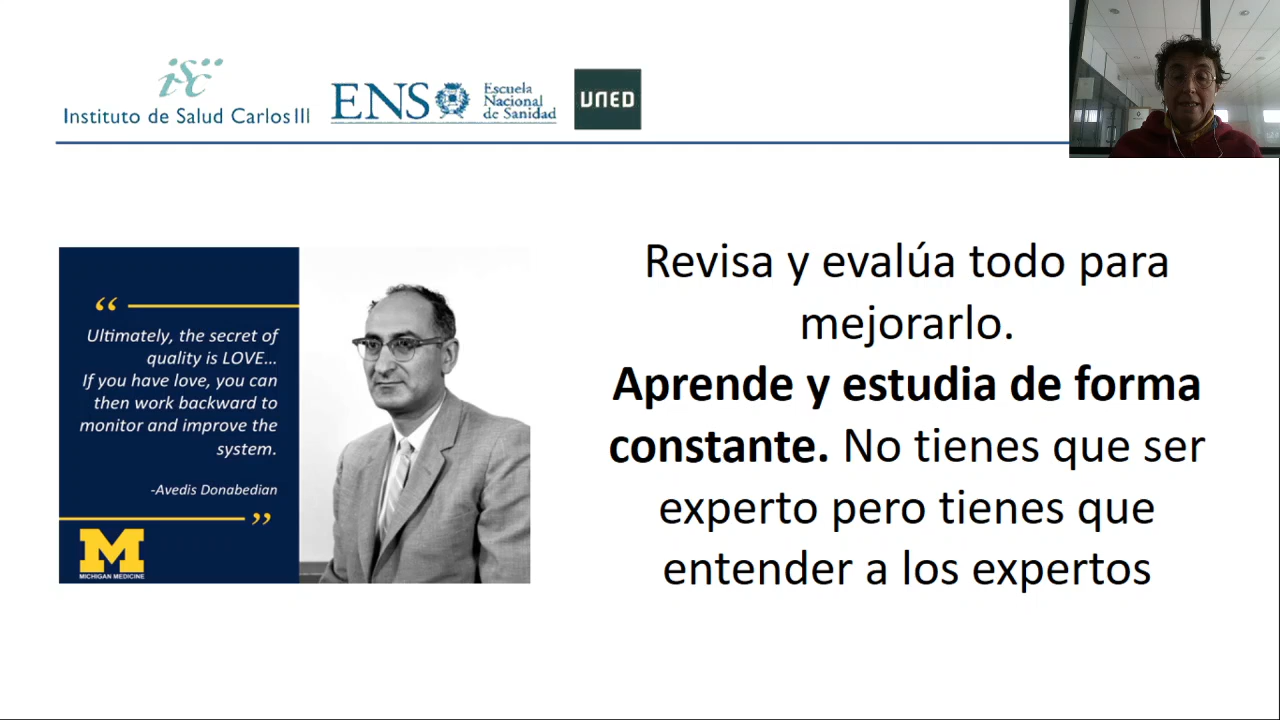 isc
Instituto de Salud Carlos III
ENS
Escuela
Nacional
de Sanidad
UNED
“
Ultimately, the secret of
quality is LOVE...
If you have love, you can
then work backward to
monitor and improve the
system.
-Avedis Donabedian
”
M
MICHIGAN MEDICINE
Revisa y evalúa todo para
mejorarlo.
Aprende y estudia de forma
constante. No tienes que ser
experto pero tienes que
entender a los expertos